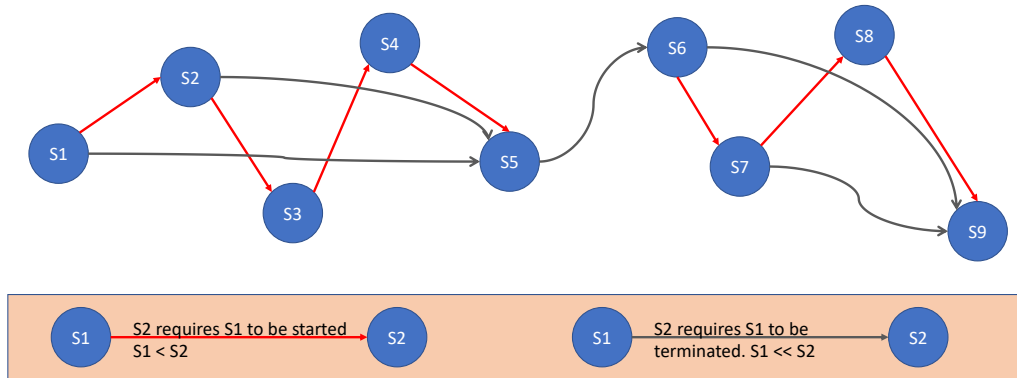 S1
S2
S3
S4
S5
S6
S7
S8
S9
S1
S2 requires S1 to be started
S1 < S2
S2
S1
S2 requires S1 to be
terminated. S1 << S2
S2